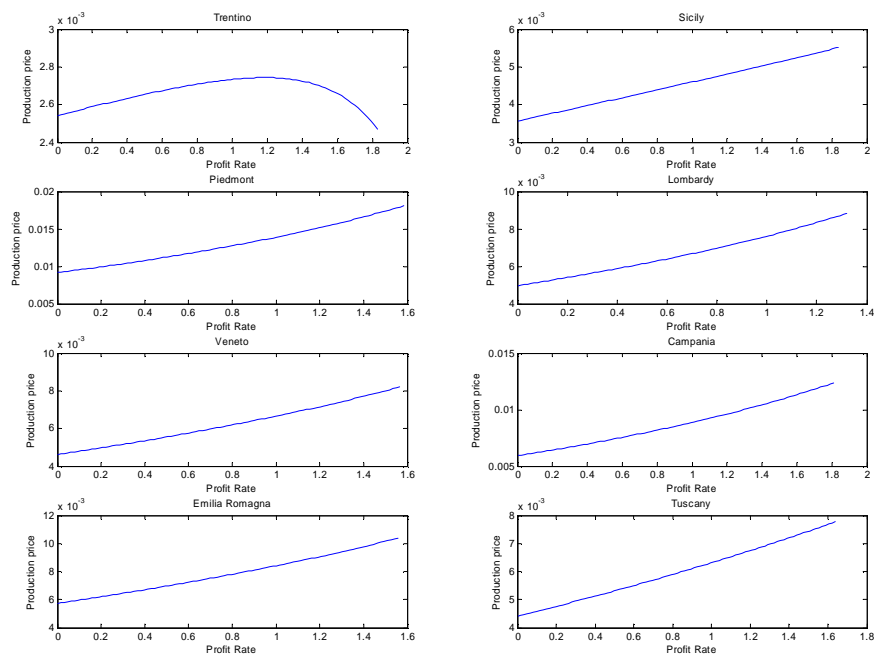 Trentino
x 10^-3
3
2.8
2.6
2.4
Production price
0 0.2 0.4 0.6 0.8 1 1.2 1.4 1.6 1.8 2
Profit Rate
Sicily
x 10^-3
6
5
4
3
Production price
0 0.2 0.4 0.6 0.8 1 1.2 1.4 1.6 1.8 2
Profit Rate
Piedmont
0.02
0.015
0.01
0.005
Production price
0 0.2 0.4 0.6 0.8 1 1.2 1.4 1.6
Profit Rate
Lombardy
x 10^-3
10
8
6
4
Production price
0 0.2 0.4 0.6 0.8 1 1.2 1.4
Profit Rate
Veneto
x 10^-3
10
8
6
4
Production price
0 0.2 0.4 0.6 0.8 1 1.2 1.4 1.6
Profit Rate
Campania
0.015
0.01
0.005
Production price
0 0.2 0.4 0.6 0.8 1 1.2 1.4 1.6 1.8 2
Profit Rate
Emilia Romagna
x 10^-3
12
10
8
6
4
Production price
0 0.2 0.4 0.6 0.8 1 1.2 1.4 1.6
Profit Rate
Tuscany
x 10^-3
8
7
6
5
4
Production price
0 0.2 0.4 0.6 0.8 1 1.2 1.4 1.6 1.8
Profit Rate